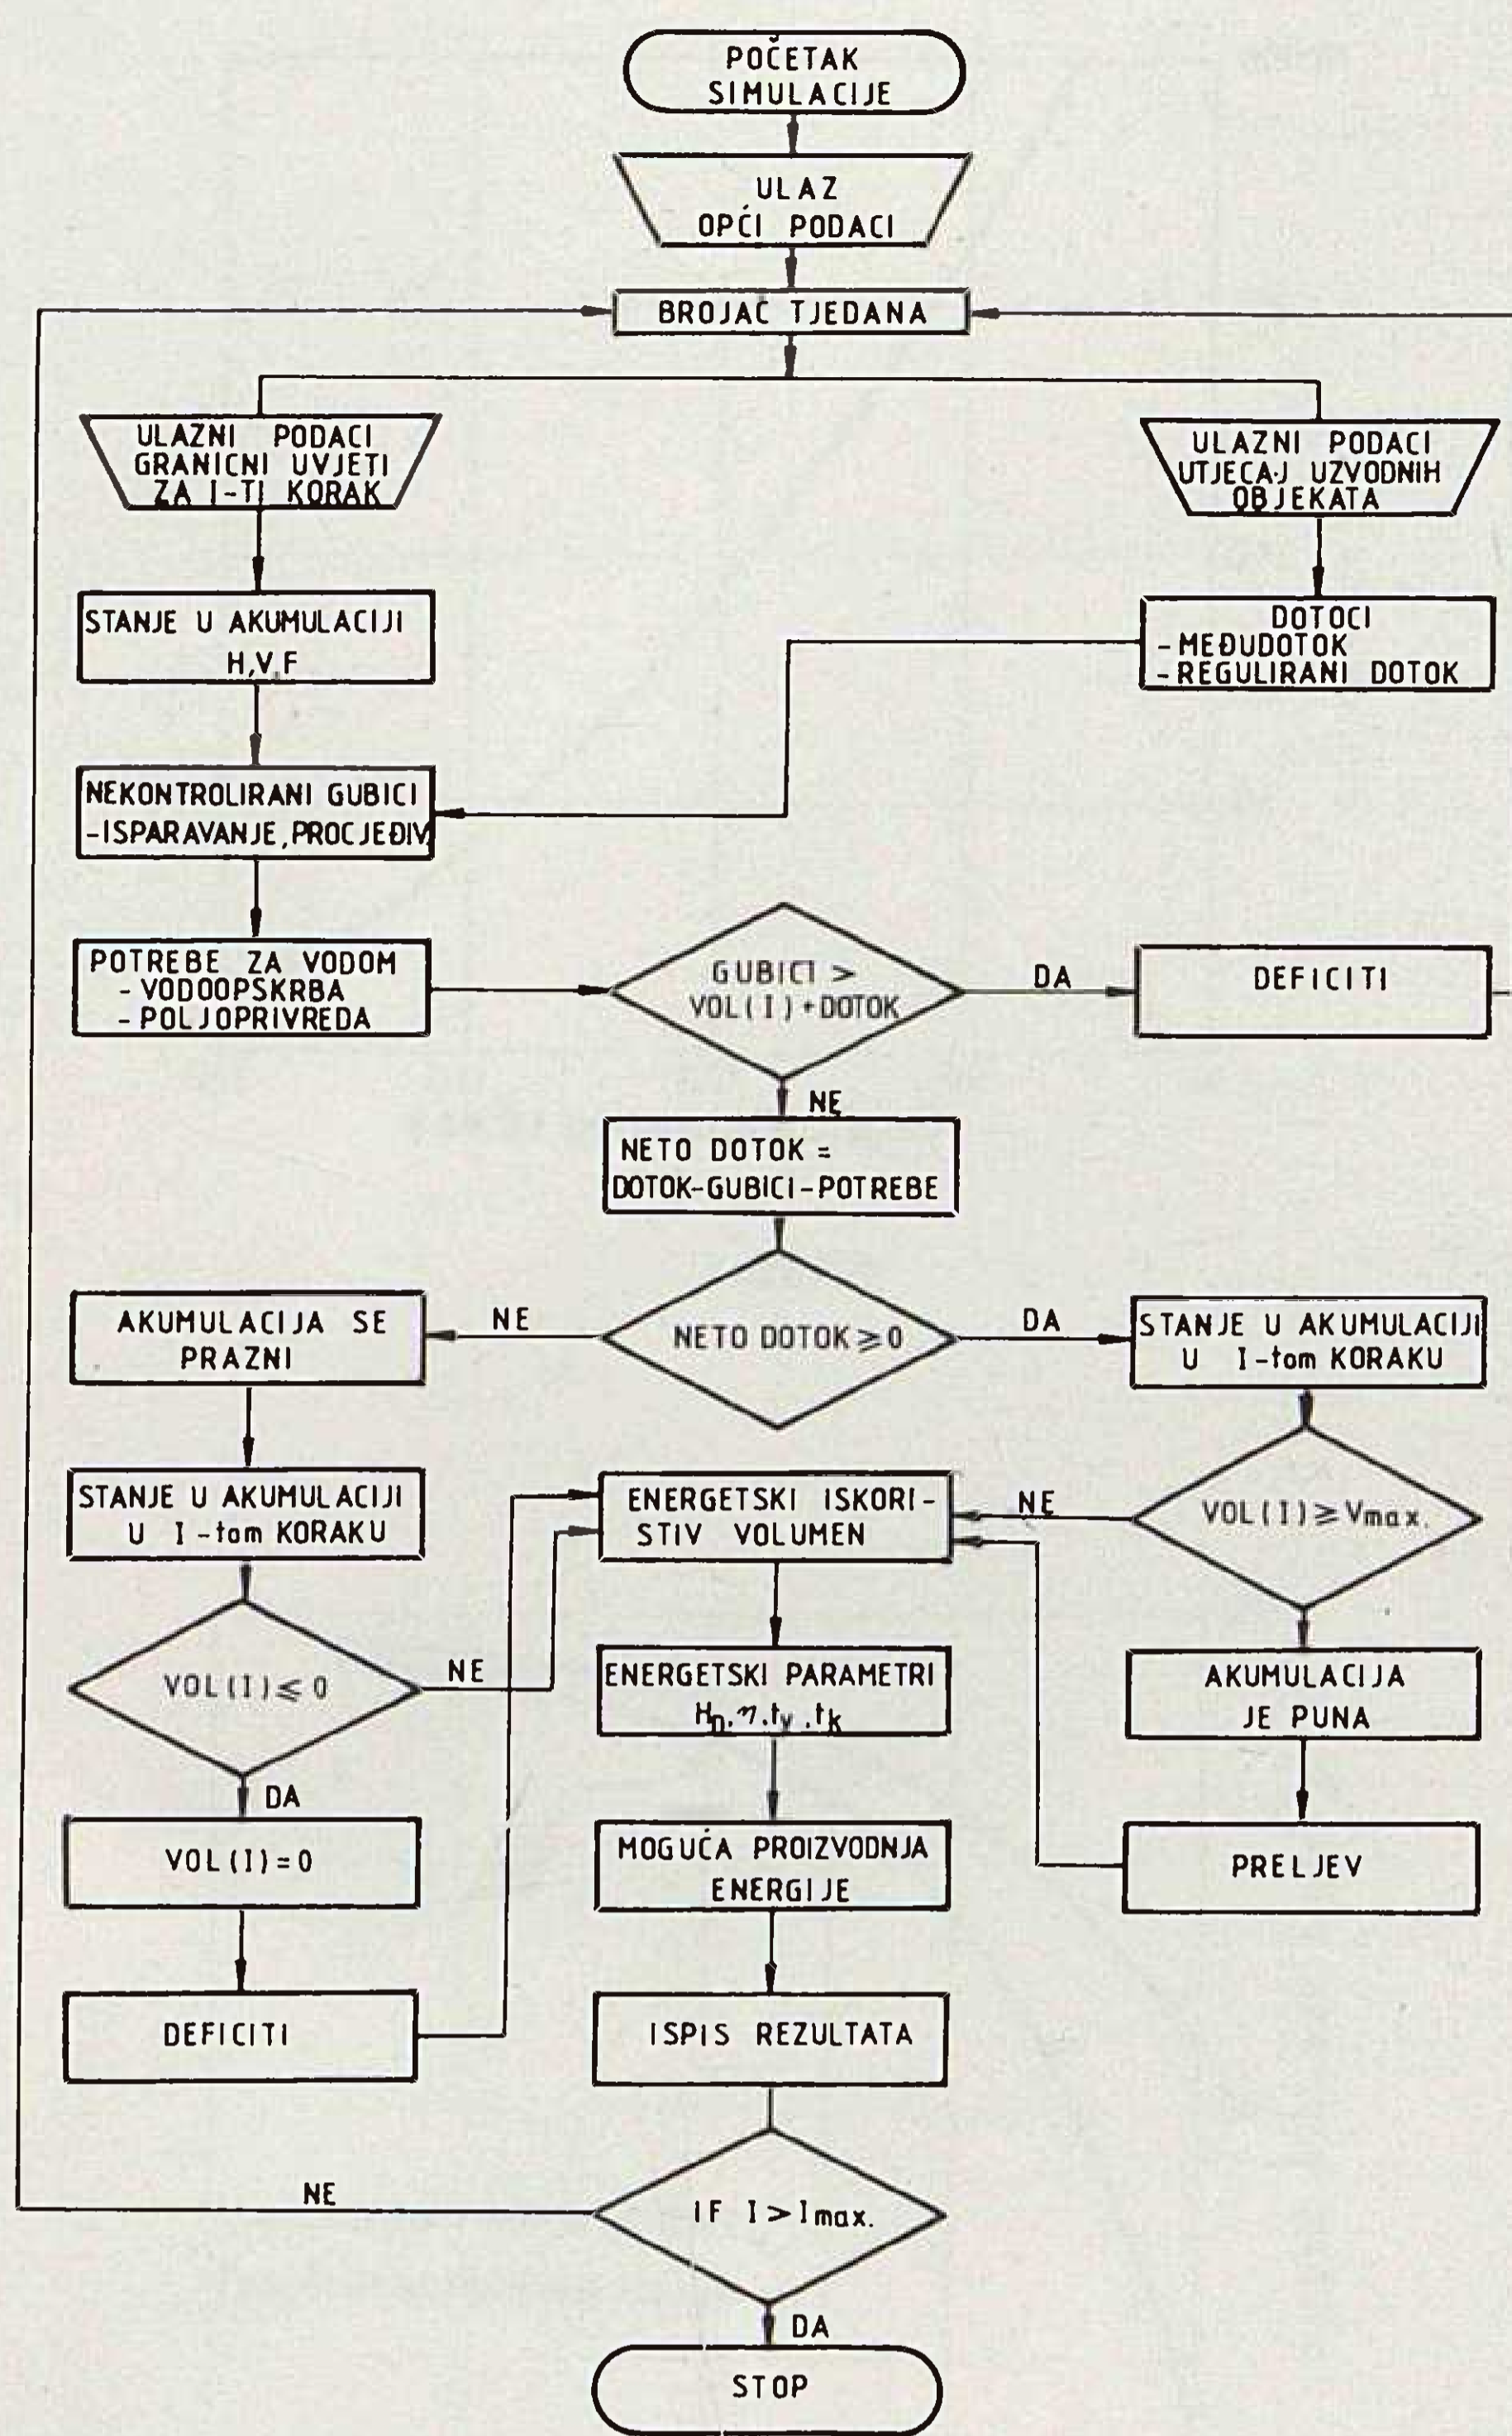 POČETAK
SIMULACIJE
ULAZ
OPĆI PODACI
BROJAČ TJEDANA
ULAZNI PODACI
GRANICNI UVJETI
ZA I-TI KORAK
ULAZNI PODACI
UTJECAJ UZVODNIH
OBJEKATA
STANJE U AKUMULACIJI
H,V,F
DOTOCI
-MEĐUDOTOK
-REGULIRANI DOTOK
NEKONTROLIRANI GUBICI
-ISPARAVANJE,PROCJEĐIV.
POTREBE ZA VODOM
- VODOOPSKRBA
- POLJOPRIVREDA
GUBICI >
VOL(I)+DOTOK
DA
DEFICITI
NE
NETO DOTOK =
DOTOK-GUBICI-POTREBE
AKUMULACIJA SE
PRAZNI
NE
NETO DOTOK ≥ 0
DA
STANJE U AKUMULACIJI
U I-tom KORAKU
STANJE U AKUMULACIJI
U I-tom KORAKU
ENERGETSKI ISKORI-
STIV VOLUMEN
NE
VOL(I) ≥ Vmax.
VOL(I) ≤ 0
NE
ENERGETSKI PARAMETRI
Hn.η.tv.tk
AKUMULACIJA
JE PUNA
DA
VOL(I)=0
MOGUĆA PROIZVODNJA
ENERGIJE
PRELJEV
DEFICITI
ISPIS REZULTATA
NE
IF I > Imax.
DA
STOP